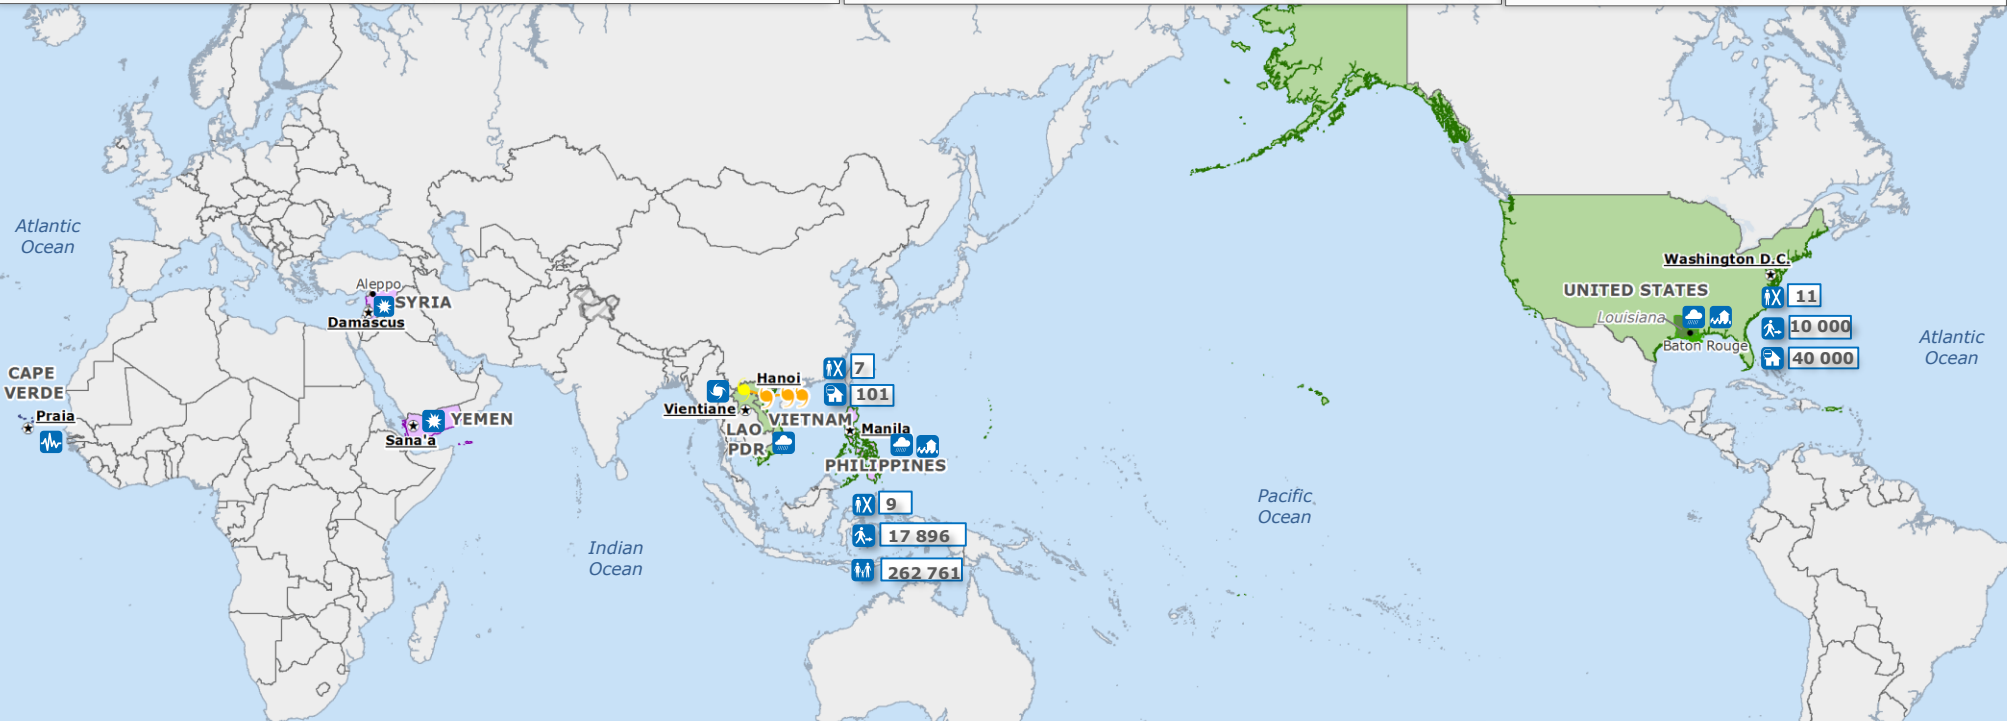 Atlantic
Ocean
Aleppo
SYRIA
Damascus
CAPE
VERDE
Praia
YEMEN
Sana'a
Hanoi
7
101
Vientiane
VIETNAM
LAO
PDR
Manila
PHILIPPINES
9
17 896
262 761
Indian
Ocean
Pacific
Ocean
Washington D.C.
UNITED STATES
11
Louisiana
10 000
Baton Rouge
40 000
Atlantic
Ocean